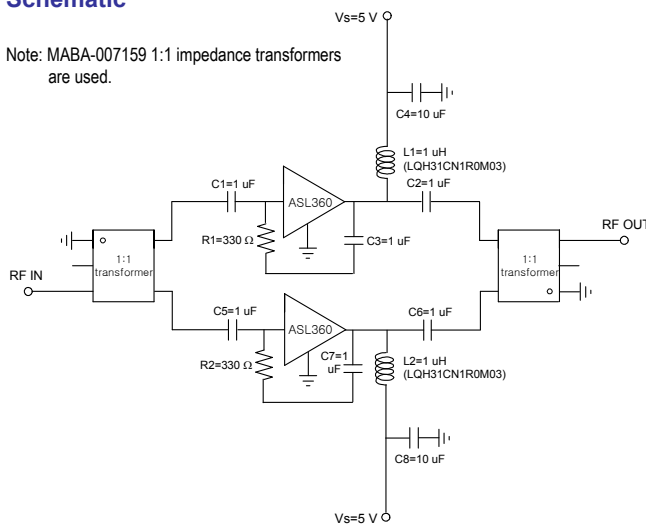 Schematic
Note: MABA-007159 1:1 impedance transformers
are used.
Vs=5 V
C4=10 uF
L1=1 uH
(LQH31CN1R0M03)
C1=1 uF
C2=1 uF
ASL360
R1=330 Ω
C3=1 uF
RF OUT
1:1
transformer
1:1
transformer
RF IN
C5=1 uF
C6=1 uF
ASL360
R2=330 Ω
C7=1
uF
L2=1 uH
(LQH31CN1R0M03)
C8=10 uF
Vs=5 V